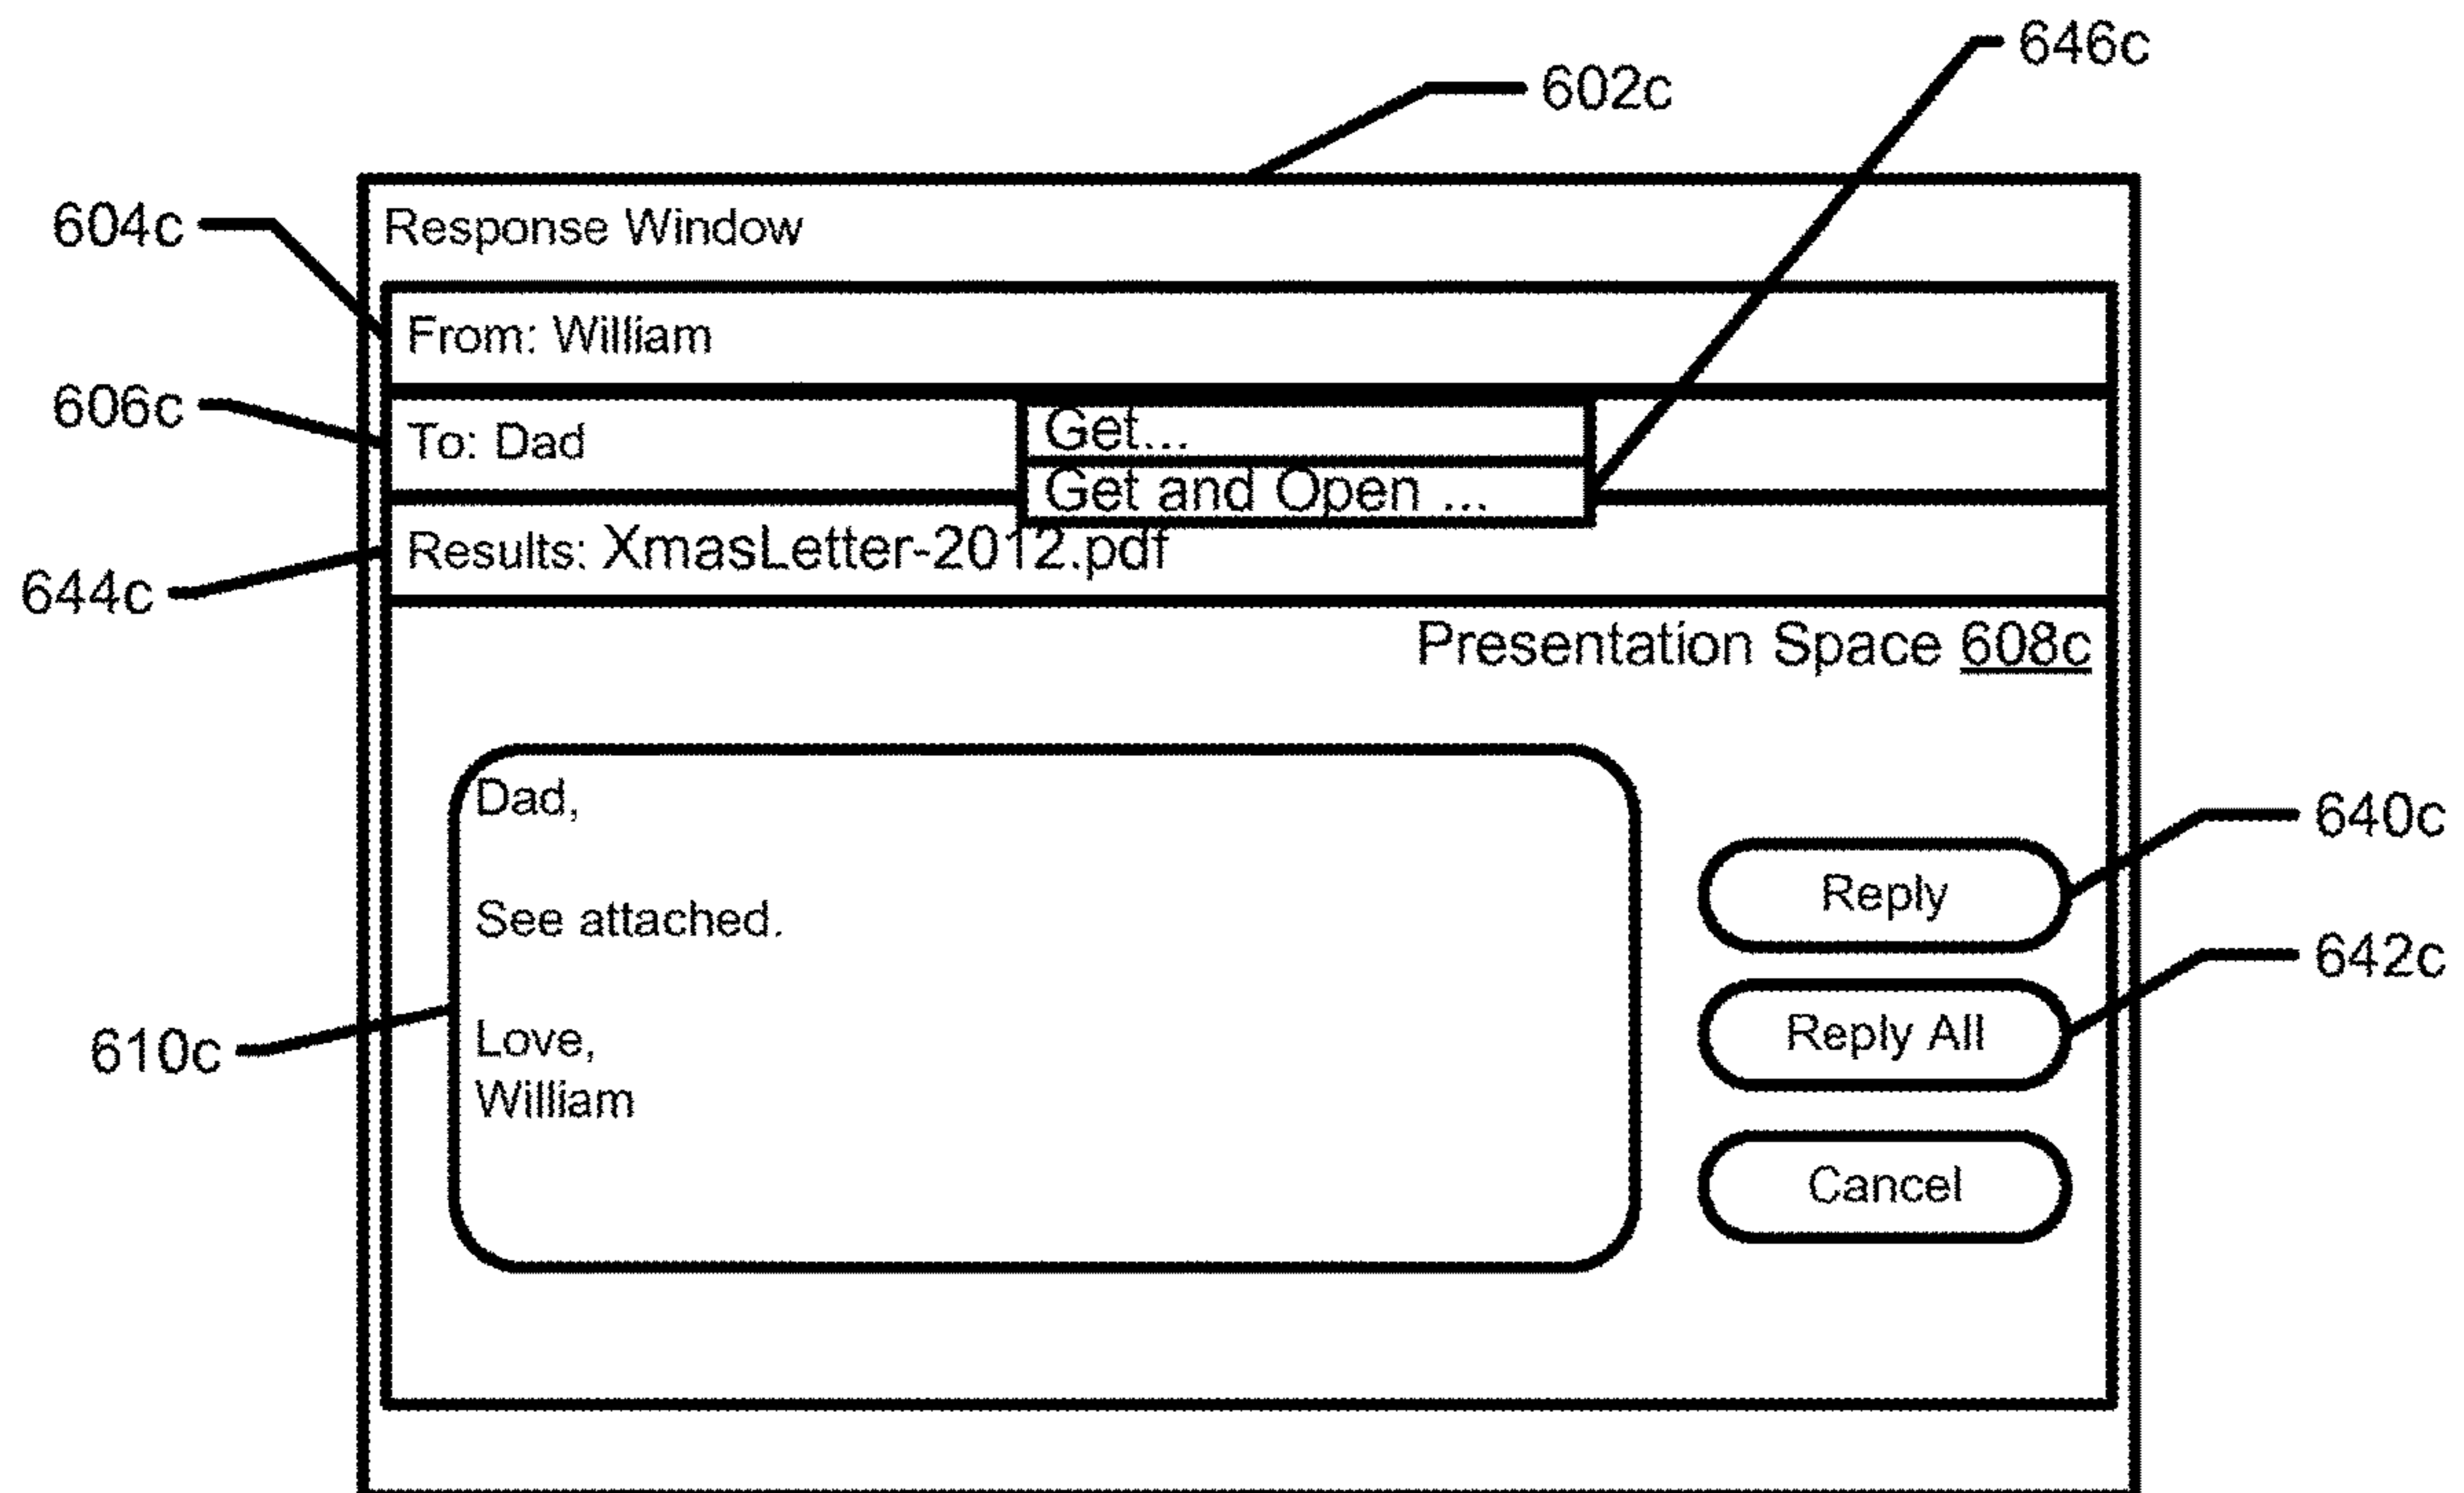 646c
602c
Response Window
604c
From: William
606c
To: Dad
Get...
Get and Open ...
Results: XmasLetter-2012.pdf
644c
Presentation Space 608c
Dad,
640c
Reply
See attached.
642c
Reply All
610c
Love,
William
Cancel